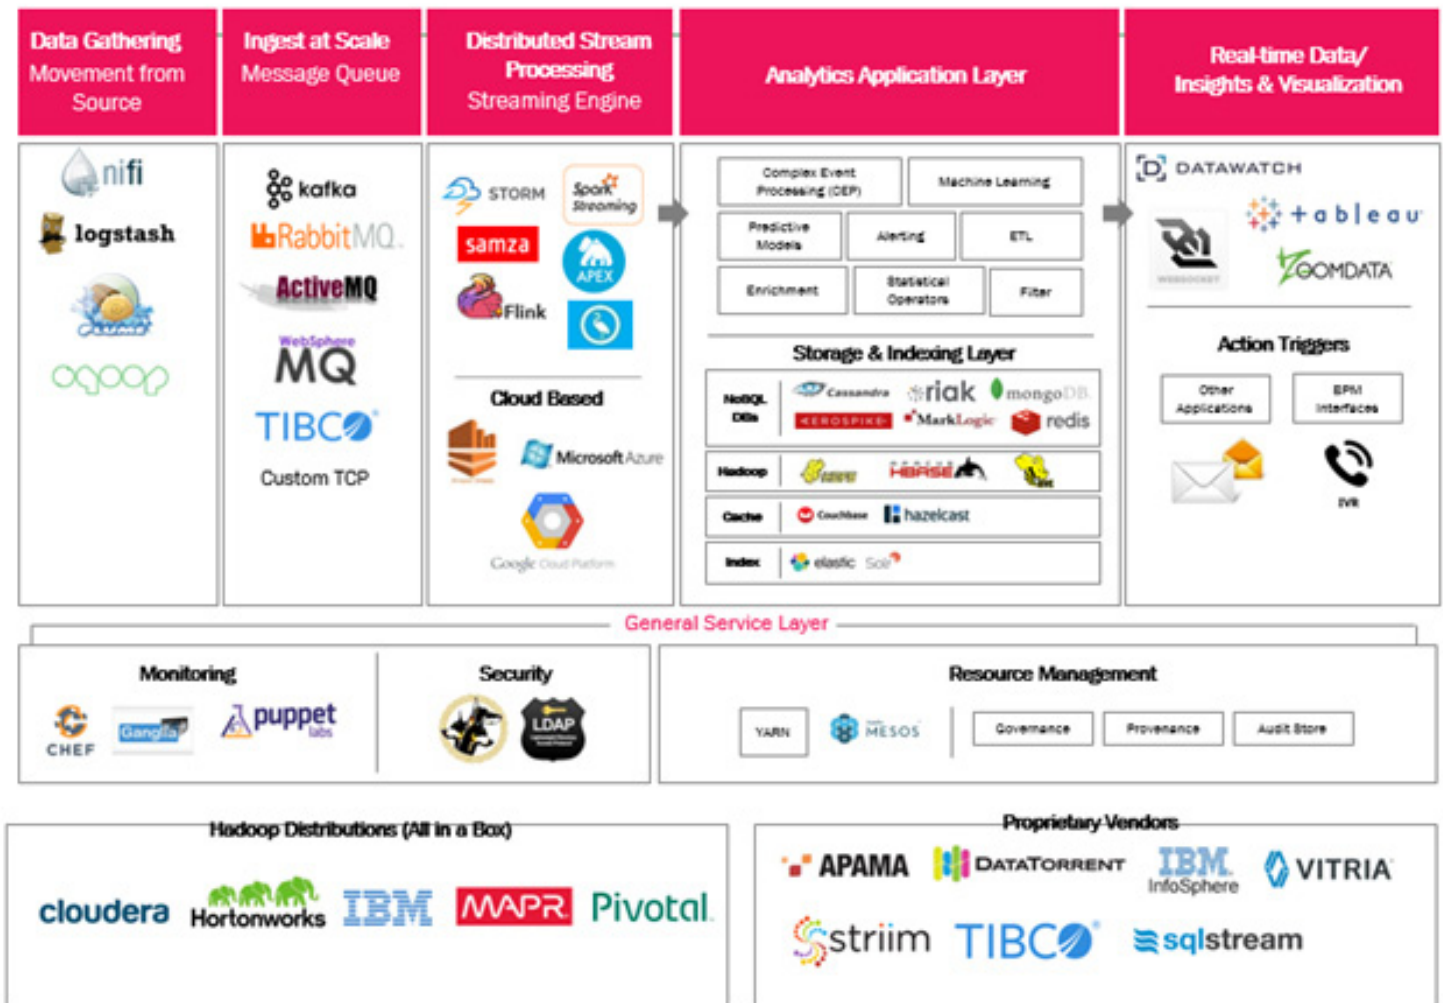 Data Gathering
Movement from
Source
Ingest at Scale
Message Queue
Distributed Stream
Processing
Streaming Engine
Analytics Application Layer
Real-time Data/
Insights & Visualization
nifi
logstash
kafka
RabbitMQ
ActiveMQ
WebSphere
MQ
TIBCO
Custom TCP
STORM
Spark
Streaming
samza
APEX
Flink
Cloud Based
Microsoft Azure
Google Cloud Platform
Complex Event
Processing (CEP)
Machine Learning
Predictive
Models
Alerting
ETL
Enrichment
Statistical
Operators
Filter
Storage & Indexing Layer
NoSQL
DBs
Cassandra
riak
mongoDB
AEROSPIKE
MarkLogic
redis
Hadoop
HBASE
Cache
Couchbase
hazelcast
Index
elastic
Solr
DATAWATCH
+ a b l e a u
WEBSOCKET
ZOOMDATA
Action Triggers
Other
Applications
BPM
Interfaces
IVR
General Service Layer
Monitoring
CHEF
Ganglia
puppet
labs
Security
LDAP
Resource Management
YARN
MESOS
Governance
Provenance
Audit Store
Hadoop Distributions (All in a Box)
cloudera
Hortonworks
IBM
MAPR
Pivotal
Proprietary Vendors
APAMA
DATATORRENT
IBM
InfoSphere
VITRIA
striim
TIBCO
sqlstream